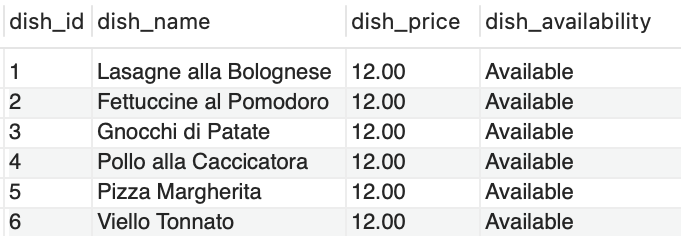 dish_id dish_name dish_price dish_availability
1 Lasagne alla Bolognese 12.00 Available
2 Fettuccine al Pomodoro 12.00 Available
3 Gnocchi di Patate 12.00 Available
4 Pollo alla Caccicatora 12.00 Available
5 Pizza Margherita 12.00 Available
6 Viello Tonnato 12.00 Available